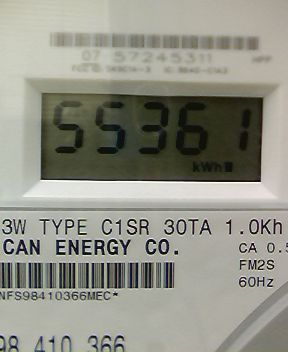 07 57245311
55361
kWh
3W TYPE C1SR 30TA 1.0Kh
CAN ENERGY CO.
CA 0.5
FM2S
60Hz
NFS98410366MEC*
98 410 366